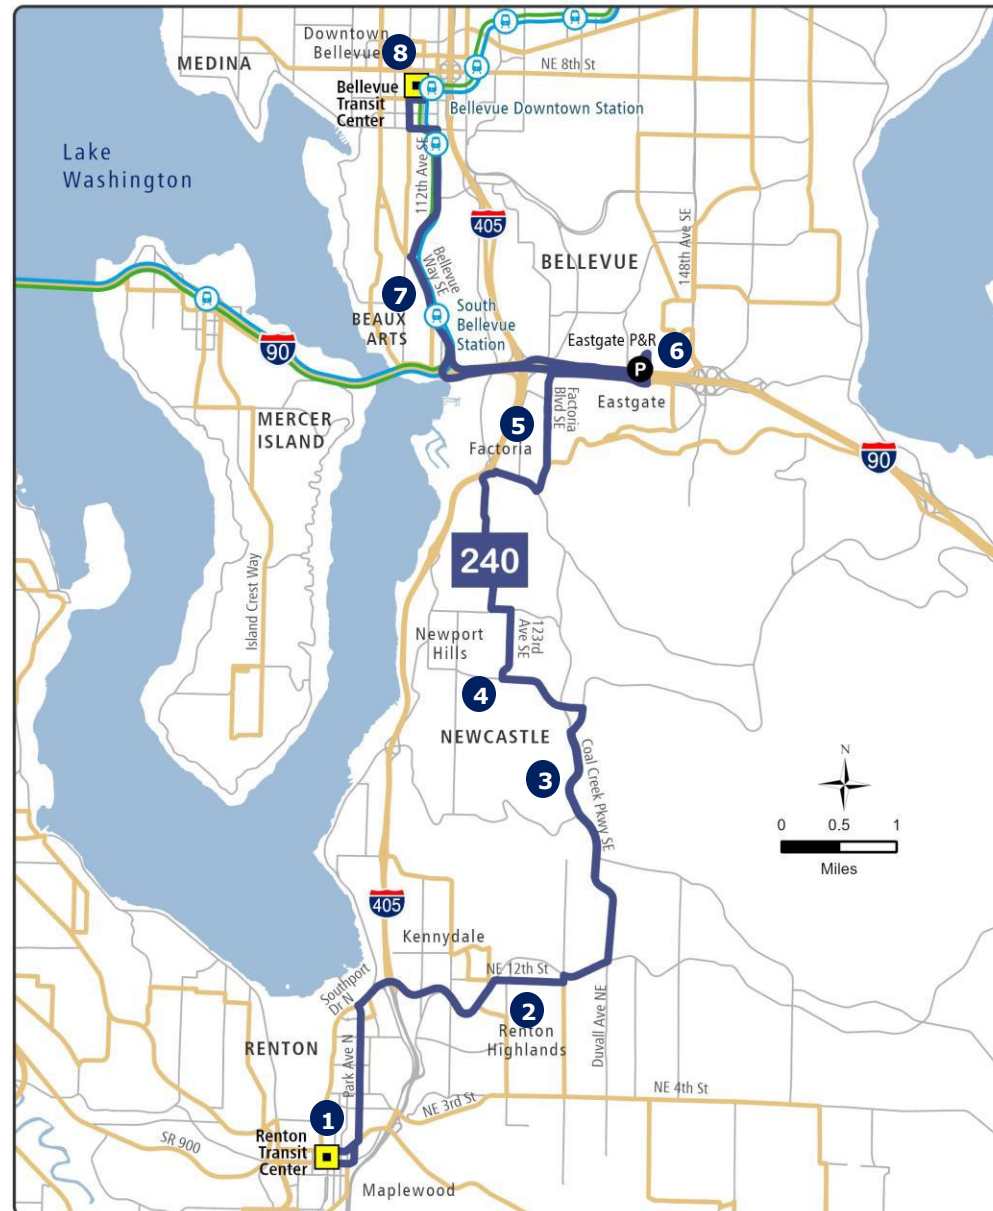 Downtown
Bellevue
8
MEDINA
NE 8th St
Bellevue
Transit
Center
Bellevue Downtown Station
Lake
Washington
112th Ave SE
405
148th Ave SE
BELLEVUE
Bellevue
Way SE
7
BEAUX
ARTS
South
Bellevue
Station
Eastgate P&R
6
P
90
Eastgate
Factoria
Blvd SE
MERCER
ISLAND
5
Factoria
90
240
Island Crest Way
123rd
Ave SE
Newport
Hills
4
NEWCASTLE
3
Coal Creek Pkwy SE
N
0 0.5 1
Miles
405
Kennydale
NE 12th St
Southport
Dr N
2
Renton
Highlands
Duvall Ave NE
RENTON
Park Ave N
NE 4th St
NE 3rd St
1
SR 900
Renton
Transit
Center
Maplewood